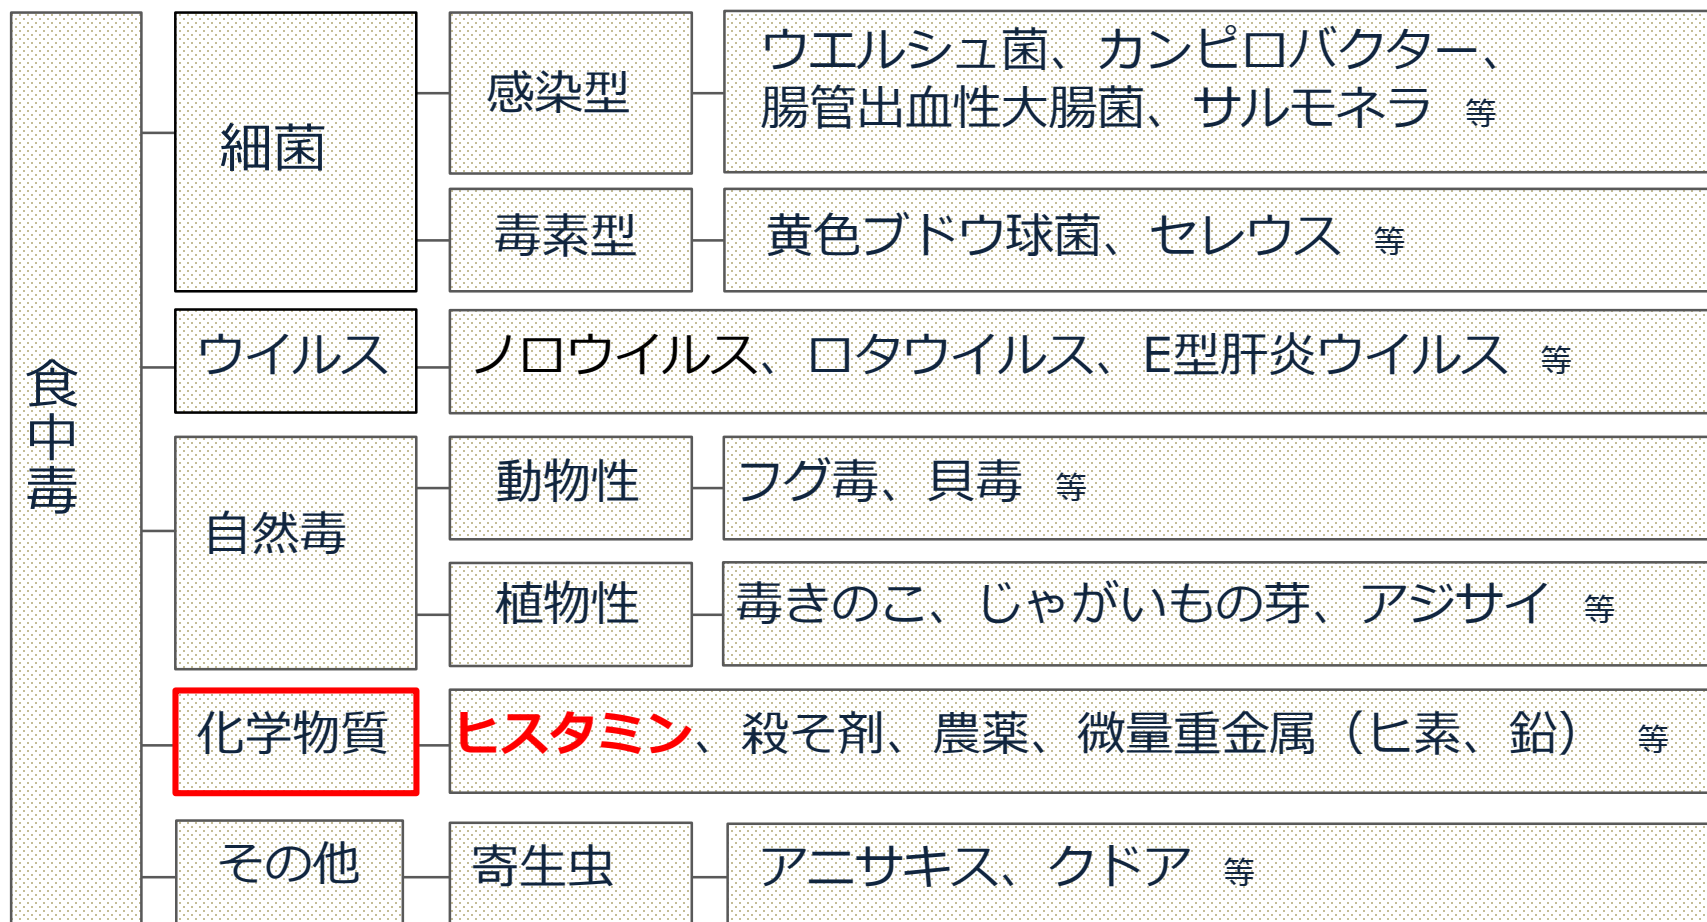 食中毒
細菌
感染型
ウエルシュ菌、カンピロバクター、
腸管出血性大腸菌、サルモネラ 等
毒素型
黄色ブドウ球菌、セレウス 等
ウイルス
ノロウイルス、ロタウイルス、E型肝炎ウイルス 等
自然毒
動物性
フグ毒、貝毒 等
植物性
毒きのこ、じゃがいもの芽、アジサイ 等
化学物質
ヒスタミン、殺そ剤、農薬、微量重金属（ヒ素、鉛） 等
その他
寄生虫
アニサキス、クドア 等